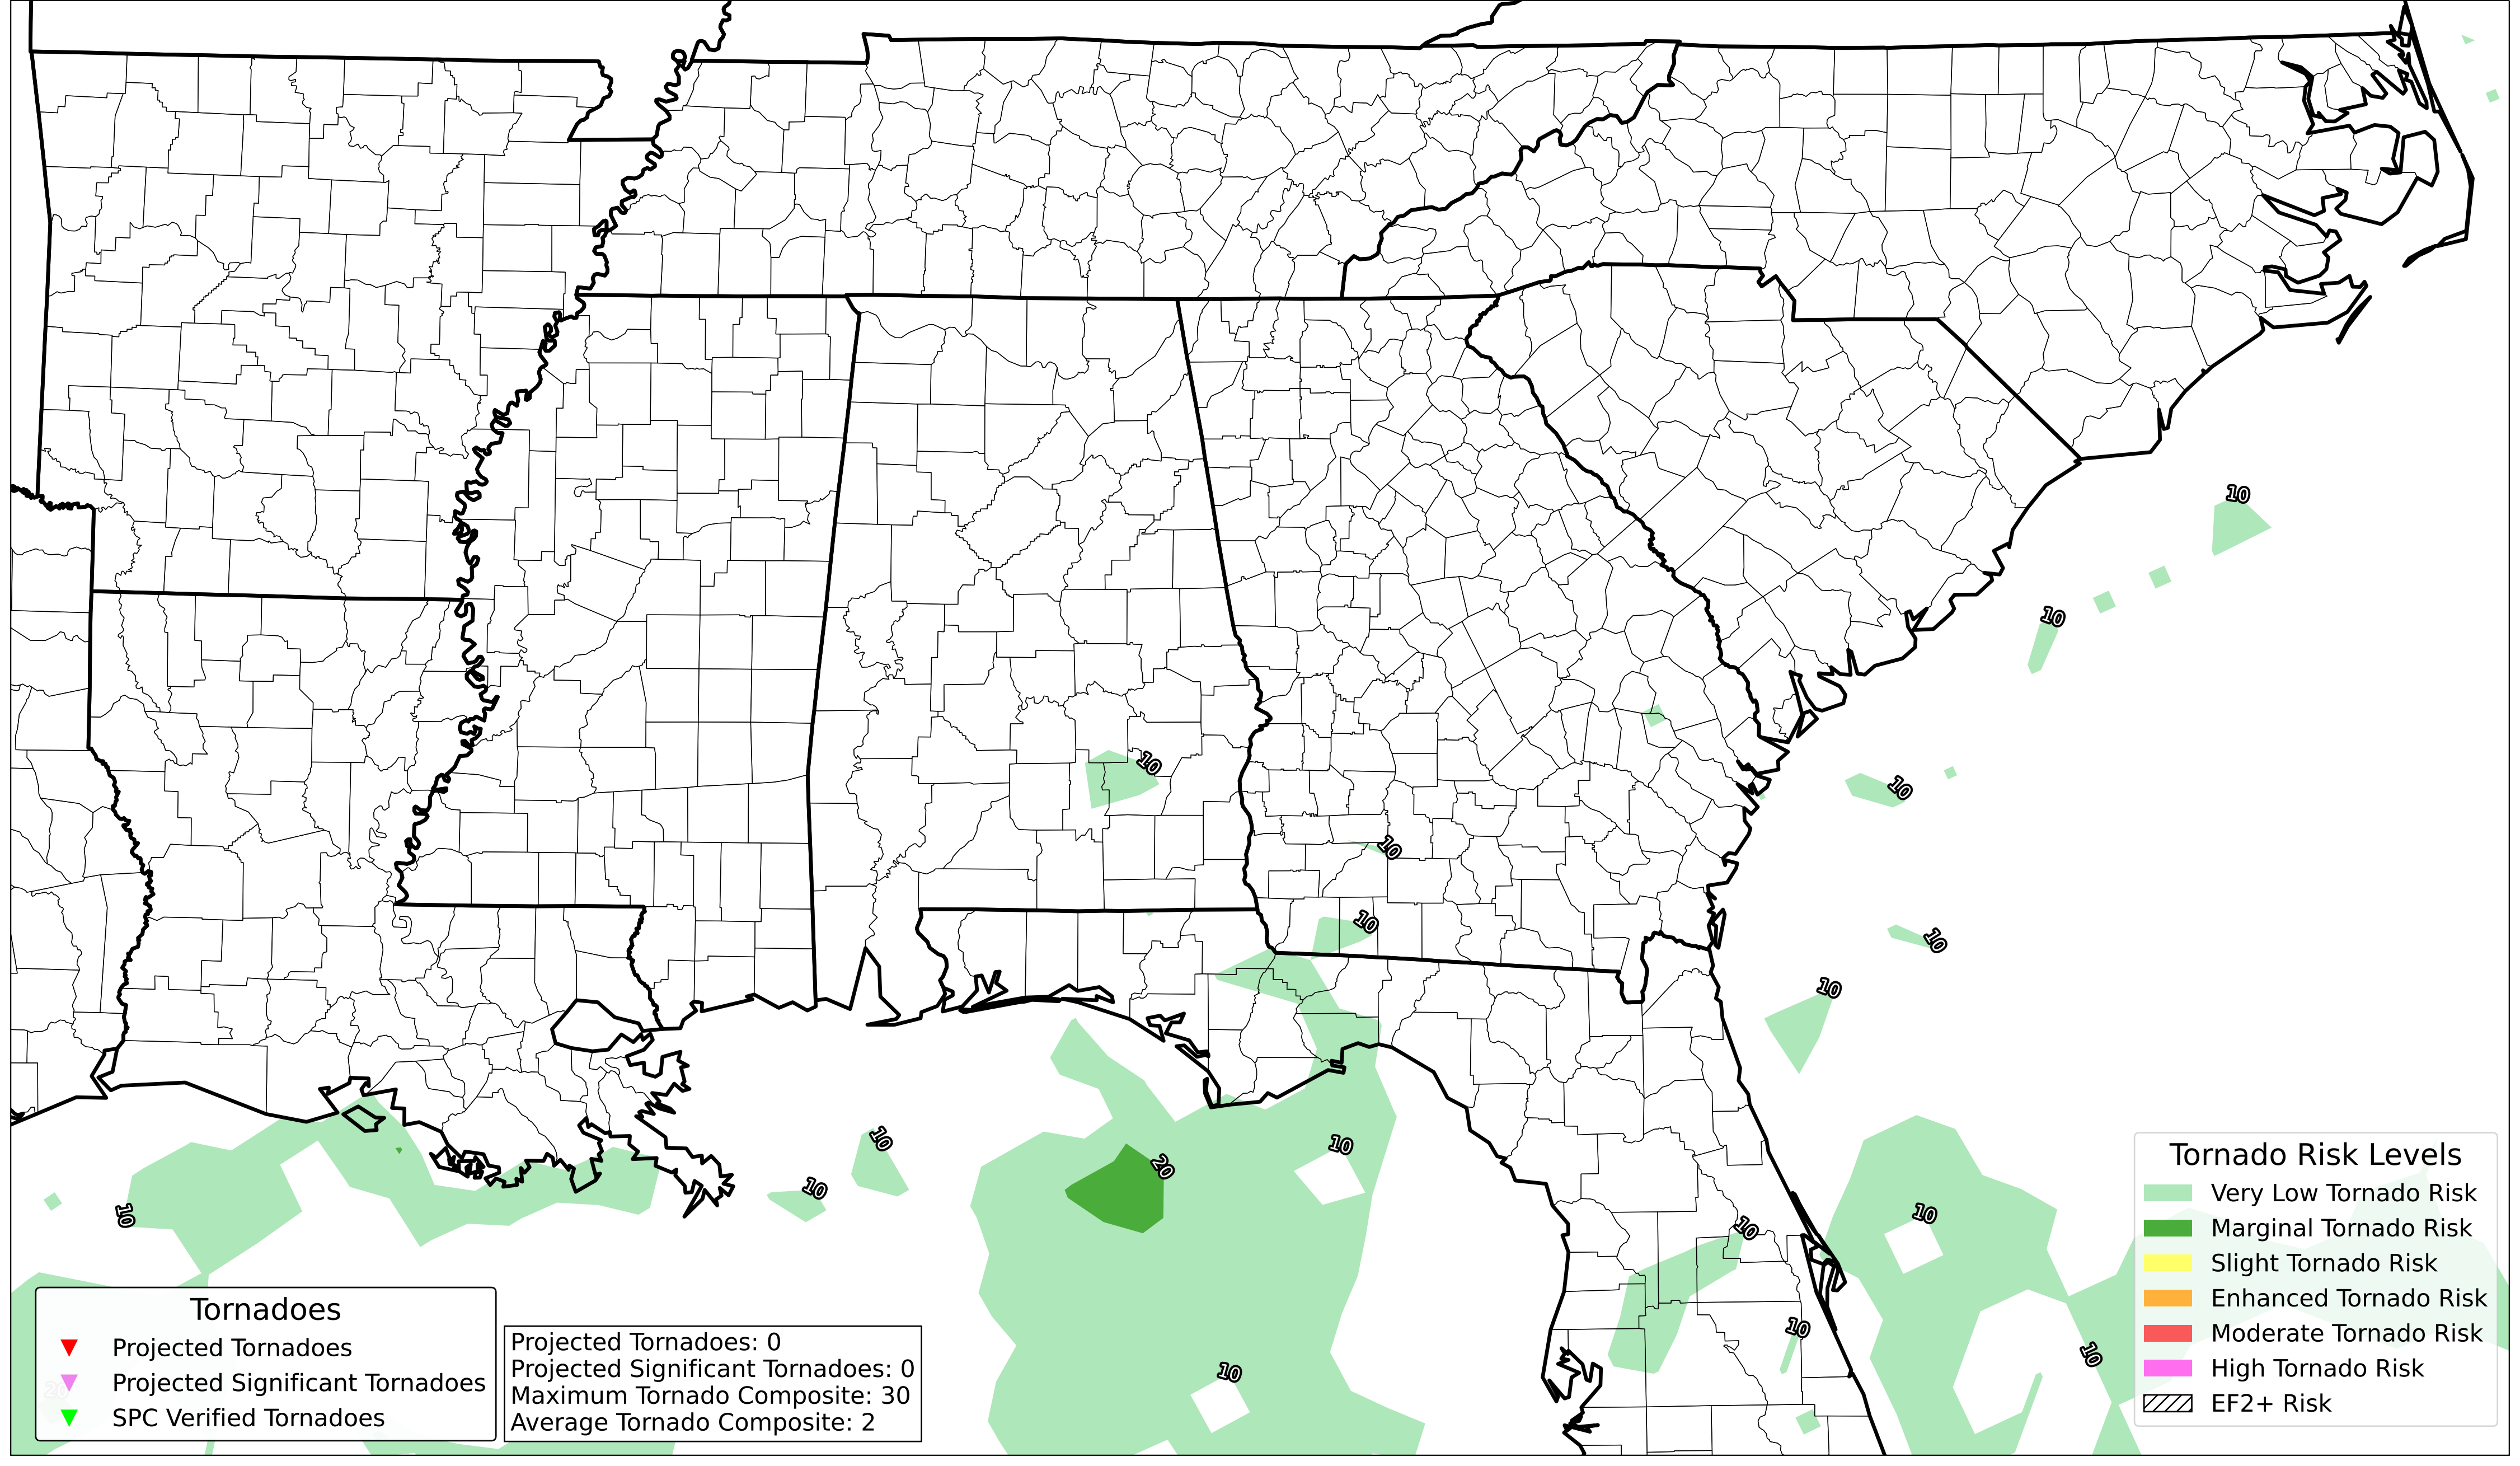 10
10
10
10
10
10
10
10
10
10
10
20
10
10
10
10
10
10
10
10
20
Tornado Risk Levels
Very Low Tornado Risk
Marginal Tornado Risk
Slight Tornado Risk
Enhanced Tornado Risk
Moderate Tornado Risk
High Tornado Risk
EF2+ Risk
Tornadoes
Projected Tornadoes
Projected Significant Tornadoes
SPC Verified Tornadoes
Projected Tornadoes: 0
Projected Significant Tornadoes: 0
Maximum Tornado Composite: 30
Average Tornado Composite: 2